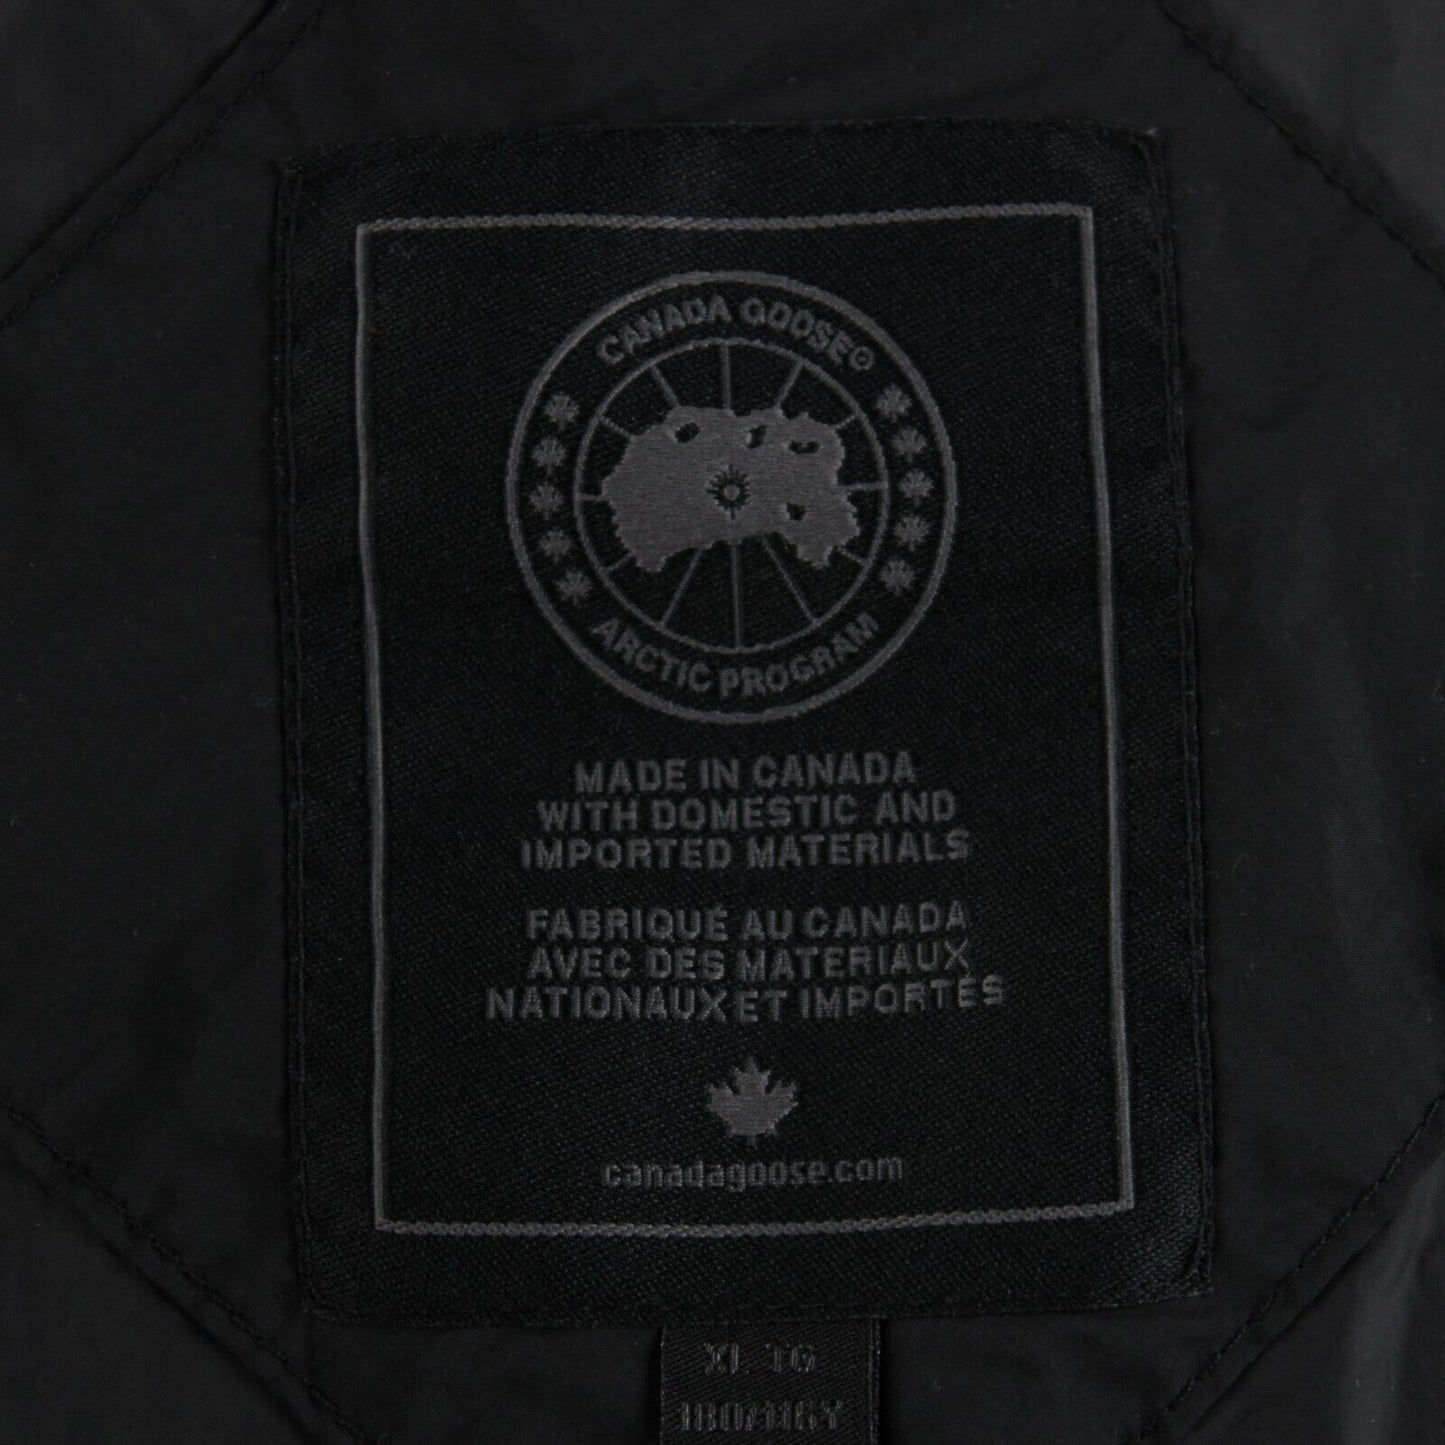 CANADA GOOSE®
ARCTIC PROGRAM
MADE IN CANADA
WITH DOMESTIC AND
IMPORTED MATERIALS
FABRIQUÉ AU CANADA
AVEC DES MATERIAUX
NATIONAUX ET IMPORTÉS
canadagoose.com
XL TG